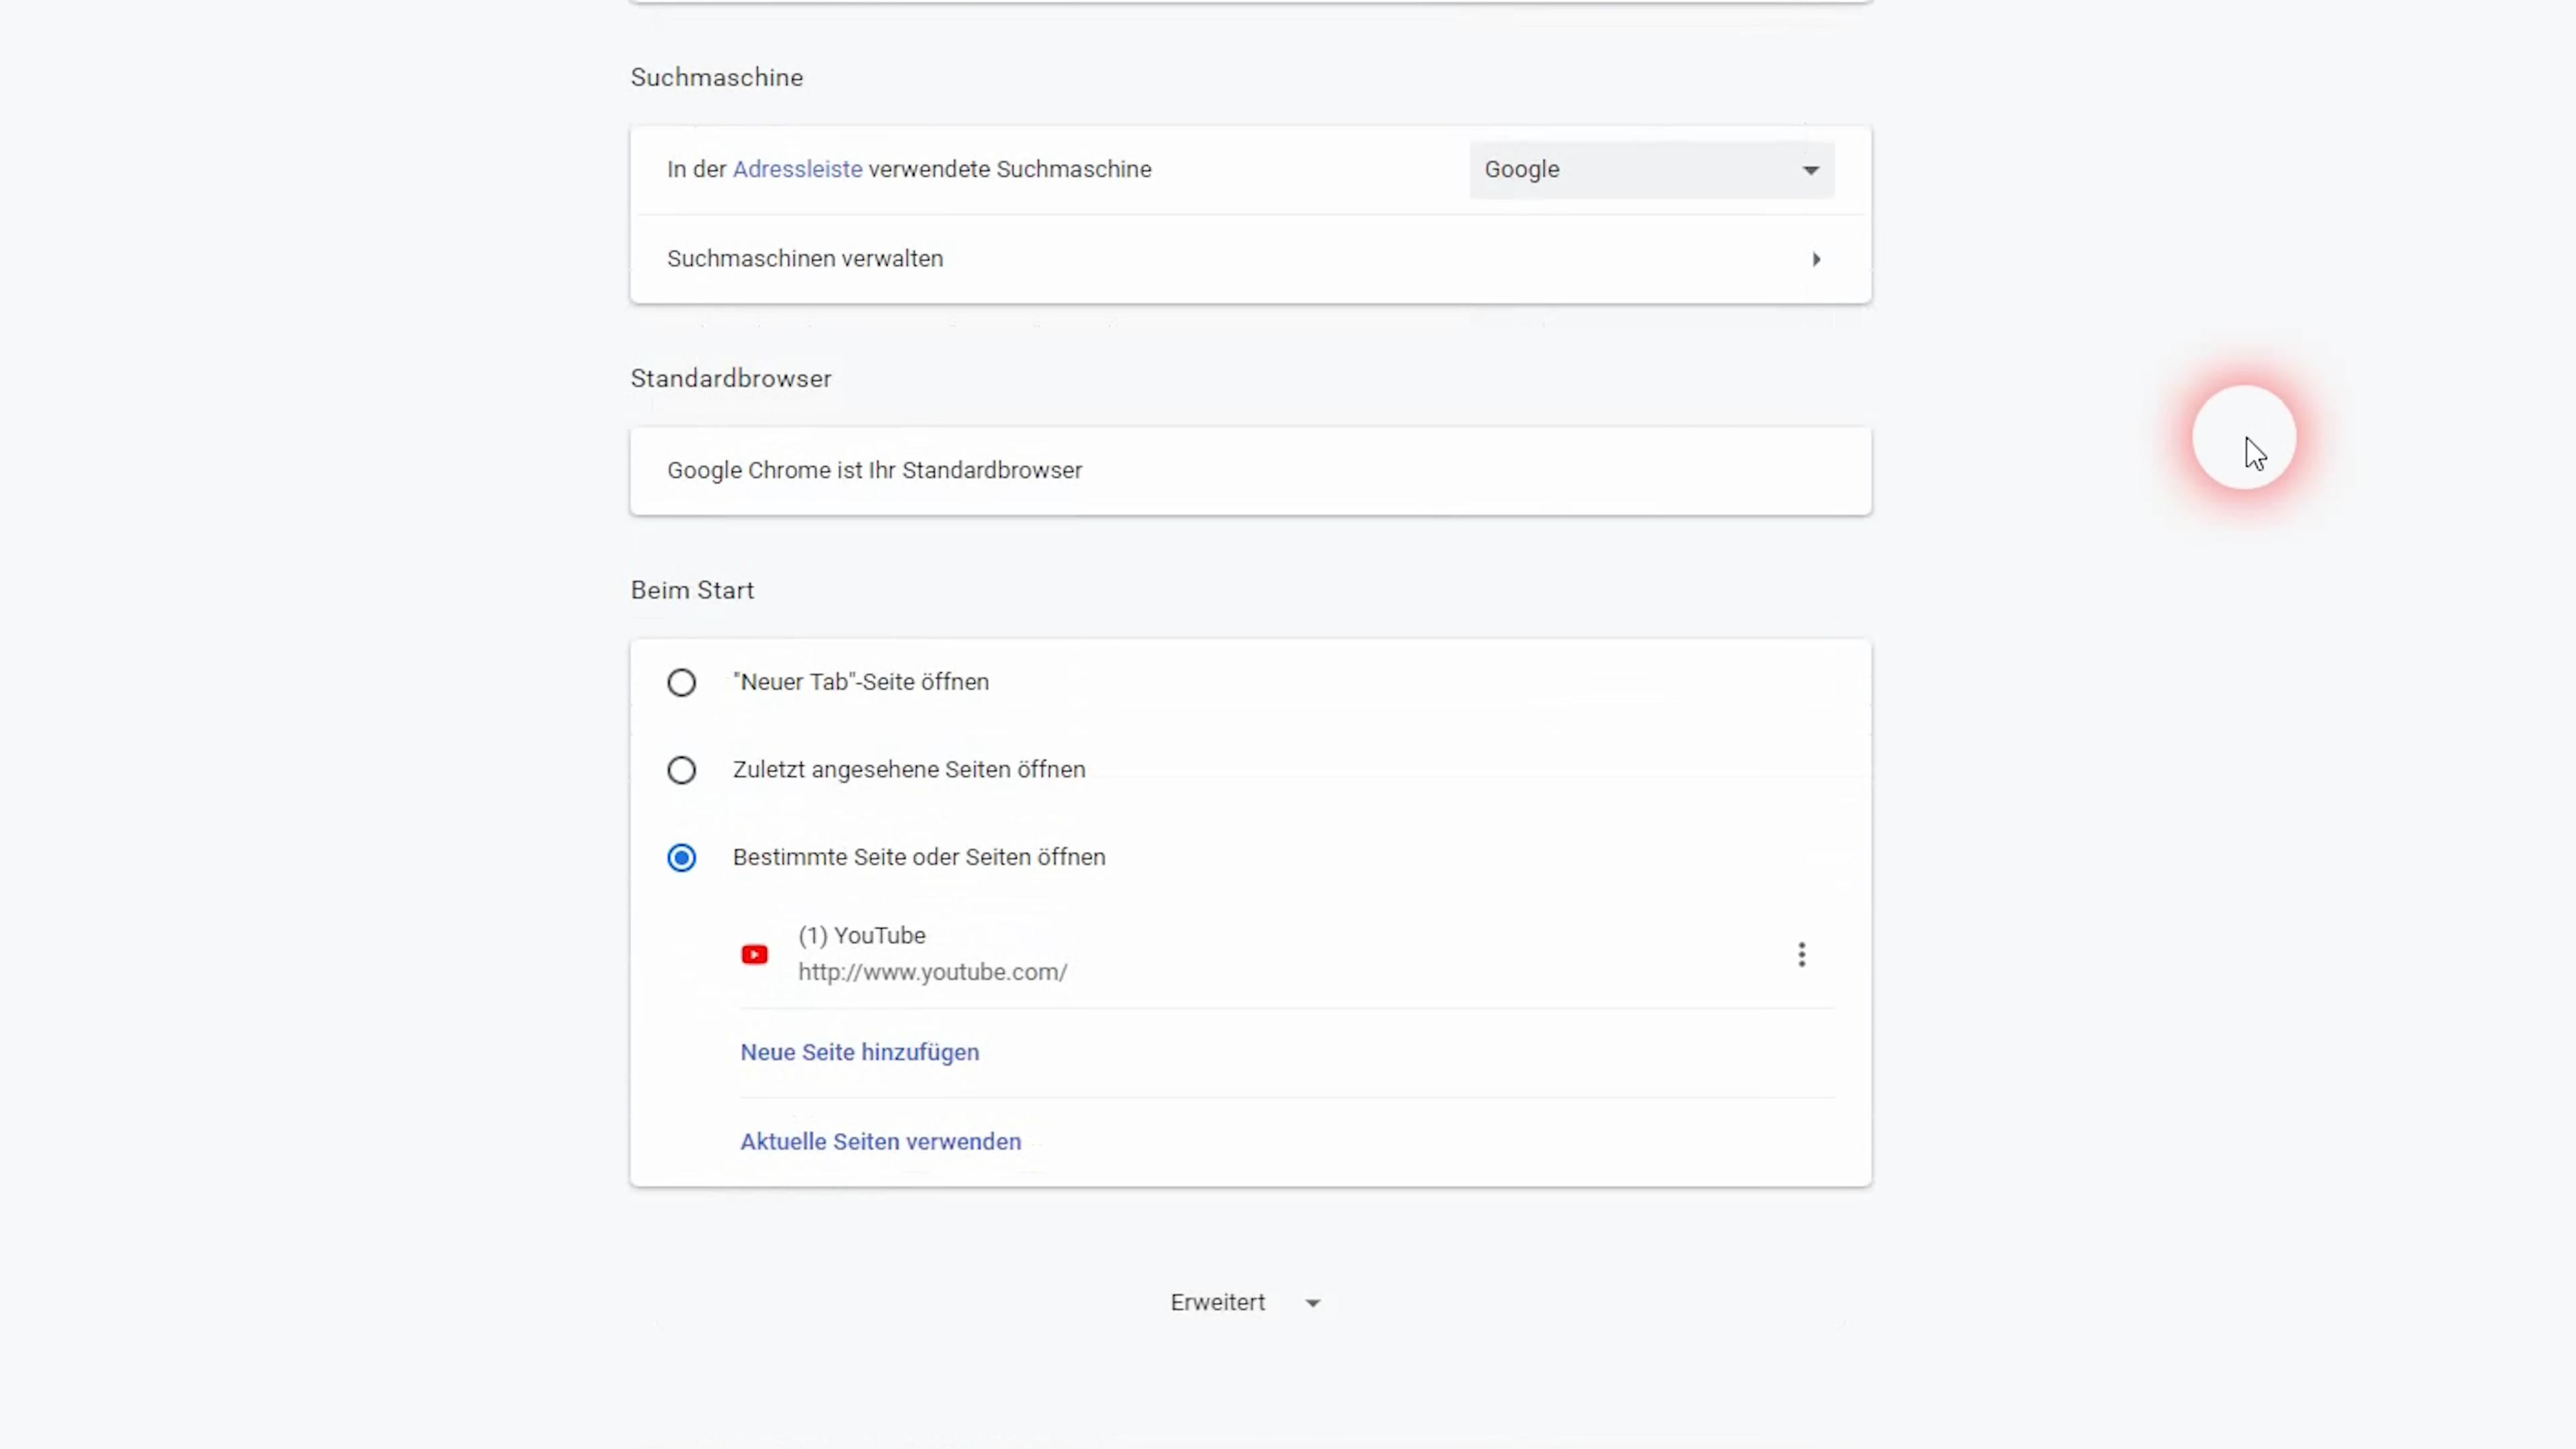 Suchmaschine
In der Adressleiste verwendete Suchmaschine
Google
Suchmaschinen verwalten
Standardbrowser
Google Chrome ist Ihr Standardbrowser
Beim Start
"Neuer Tab"-Seite öffnen
Zuletzt angesehene Seiten öffnen
Bestimmte Seite oder Seiten öffnen
(1) YouTube
http://www.youtube.com/
Neue Seite hinzufügen
Aktuelle Seiten verwenden
Erweitert